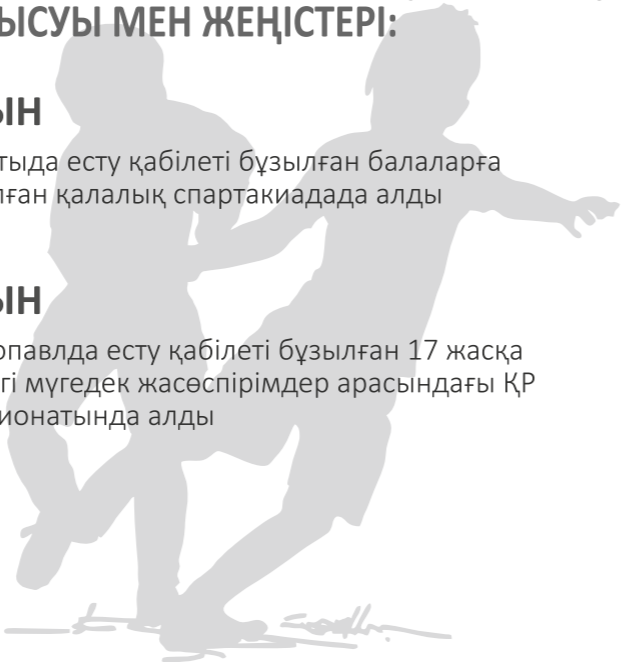 ЫСУЫ МЕН ЖЕҢІСТЕРІ:
ЫН
тыда есту қабілеті бұзылған балаларға
лған қалалық спартакиадада алды
ЫН
опавлда есту қабілеті бұзылған 17 жасқа
гі мүгедек жасөспірімдер арасындағы ҚР
ионатында алды